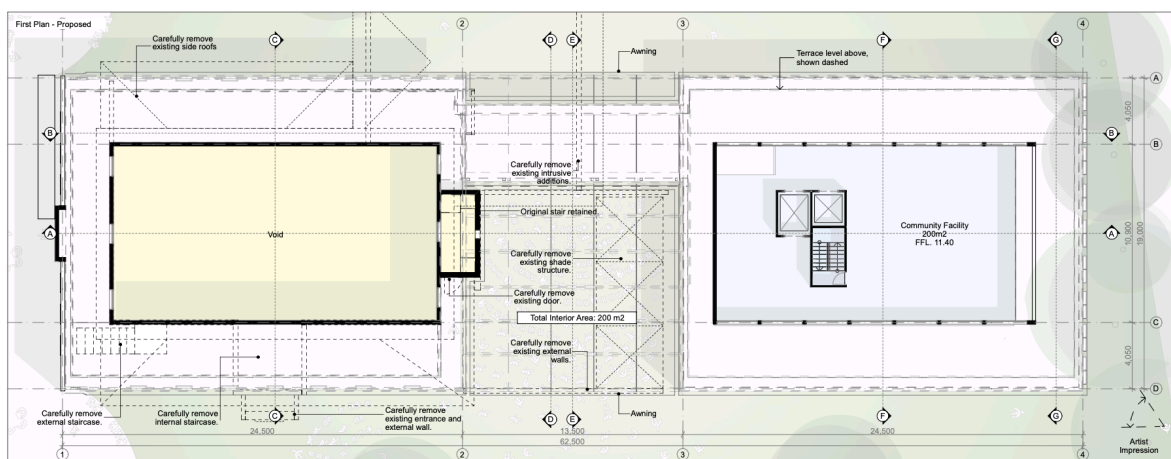 First Plan - Proposed
2
3
4
C
D
E
F
G
Carefully remove
existing side roofs
Awning
Terrace level above,
shown dashed
A
4,050
B
B
B
Carefully remove
existing intrusive
additions.
Original stair retained.
Void
A
Community Facility
200m2
FFL. 11.40
A
10,900
19,000
Carefully remove
existing shade
structure.
Carefully remove
existing door.
Total Interior Area: 200 m2
C
Carefully remove
existing external
walls.
4,050
D
Carefully remove
external staircase.
Carefully remove
internal staircase.
Carefully remove
existing entrance and
external wall.
Awning
C
D
E
F
G
24,500
13,500
24,500
62,500
1
2
3
4
Artist
Impression